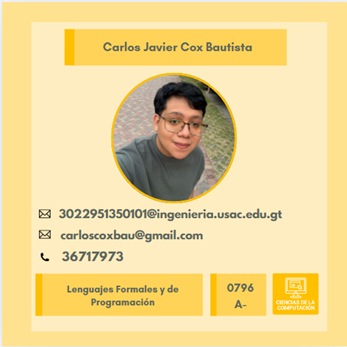 Carlos Javier Cox Bautista
3022951350101@ingenieria.usac.edu.gt
carloscoxbau@gmail.com
36717973
Lenguajes Formales y de
Programación
0796
A-
CIENCIAS DE LA
COMPUTACIÓN